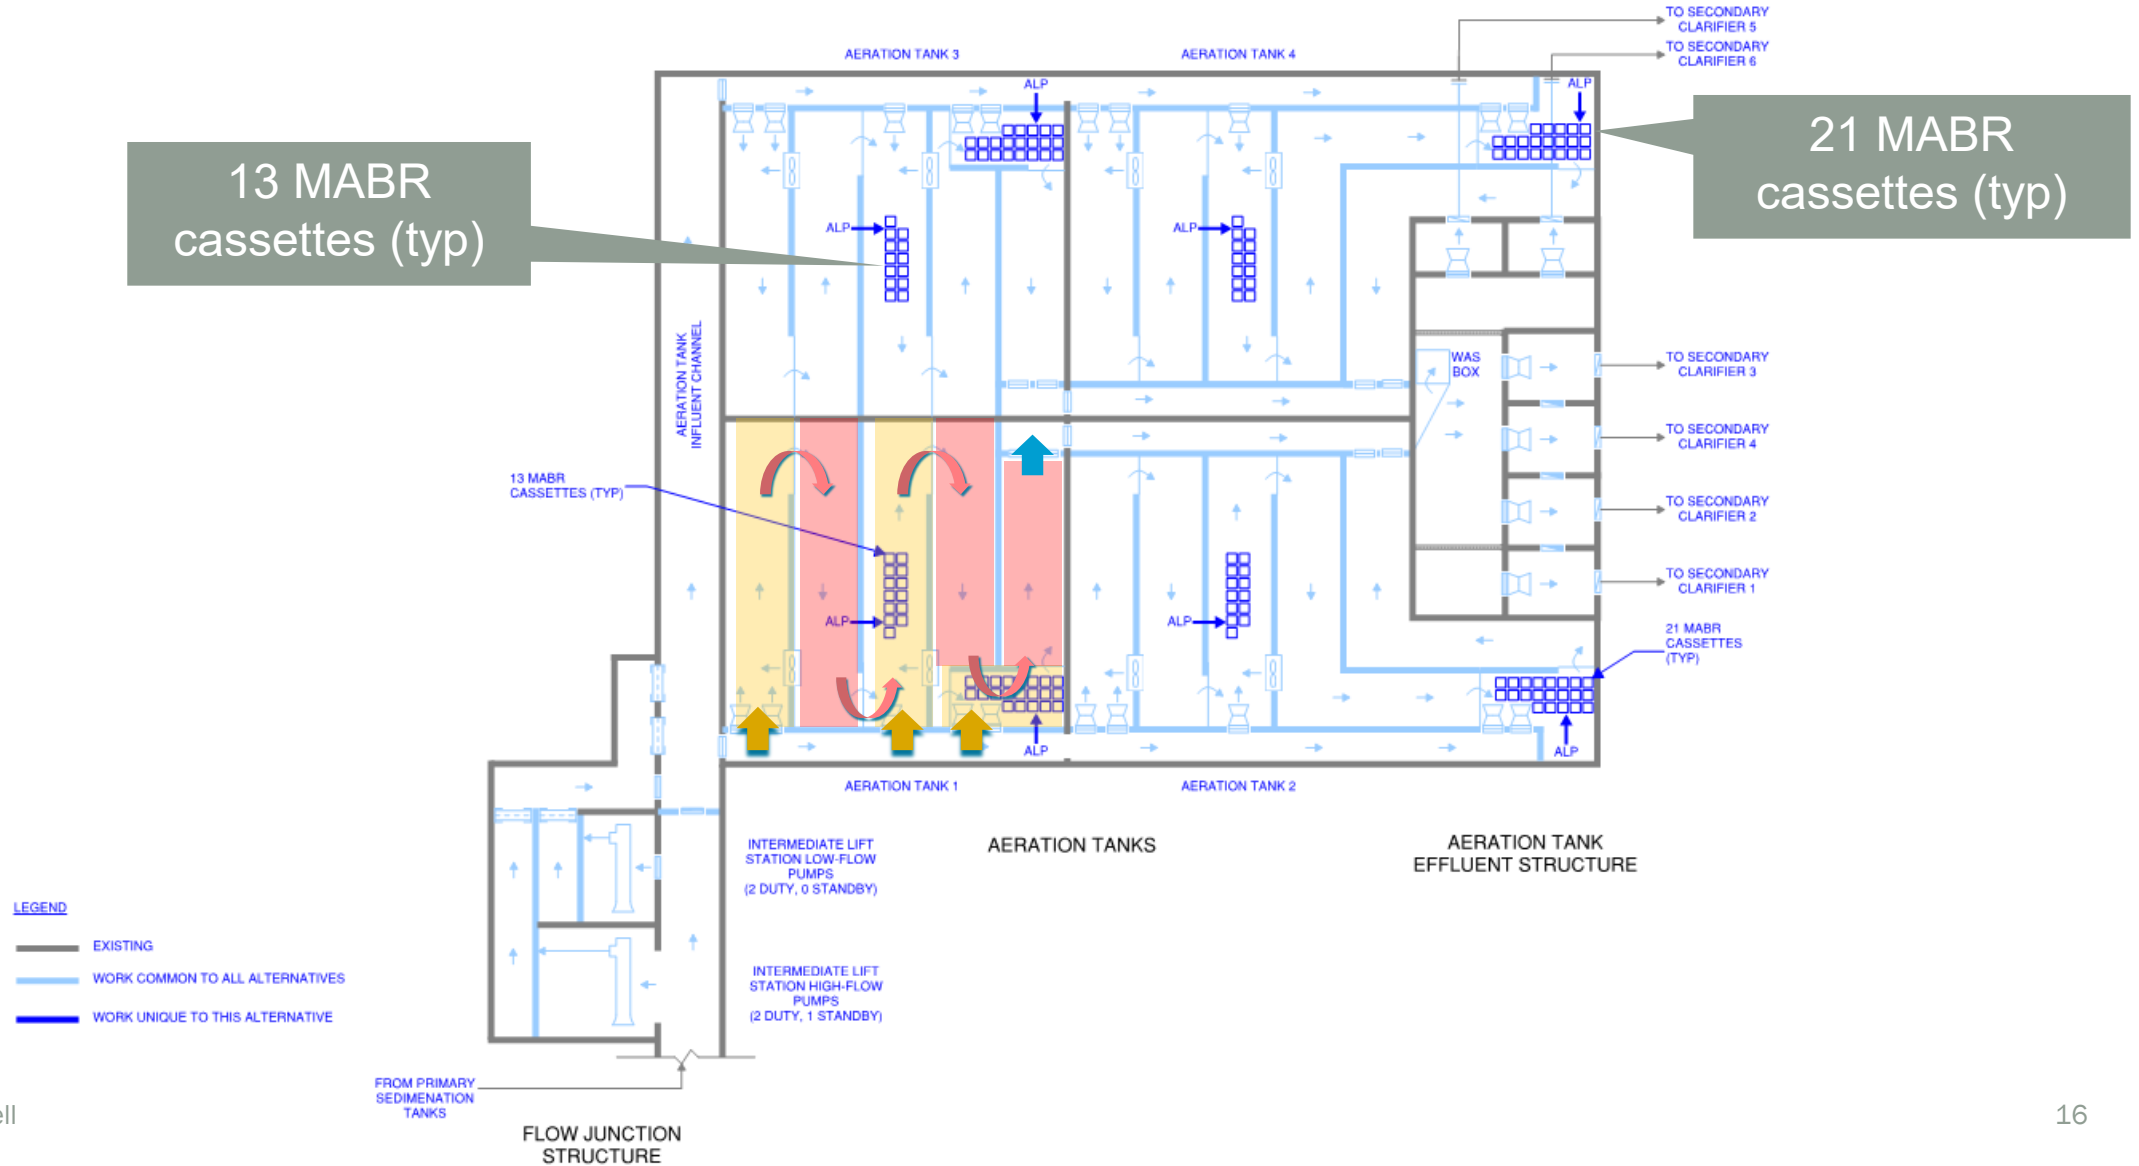 TO SECONDARY
CLARIFIER 5
TO SECONDARY
CLARIFIER 6
AERATION TANK 3
AERATION TANK 4
ALP
ALP
13 MABR
cassettes (typ)
21 MABR
cassettes (typ)
ALP
ALP
AERATION TANK
INFLUENT CHANNEL
WAS
BOX
TO SECONDARY
CLARIFIER 3
TO SECONDARY
CLARIFIER 4
13 MABR
CASSETTES (TYP)
TO SECONDARY
CLARIFIER 2
TO SECONDARY
CLARIFIER 1
ALP
ALP
21 MABR
CASSETTES
(TYP)
ALP
ALP
AERATION TANK 1
AERATION TANK 2
INTERMEDIATE LIFT
STATION LOW-FLOW
PUMPS
(2 DUTY, 0 STANDBY)
AERATION TANKS
AERATION TANK
EFFLUENT STRUCTURE
LEGEND
EXISTING
WORK COMMON TO ALL ALTERNATIVES
WORK UNIQUE TO THIS ALTERNATIVE
INTERMEDIATE LIFT
STATION HIGH-FLOW
PUMPS
(2 DUTY, 1 STANDBY)
FROM PRIMARY
SEDIMENATION
TANKS
FLOW JUNCTION
STRUCTURE
16